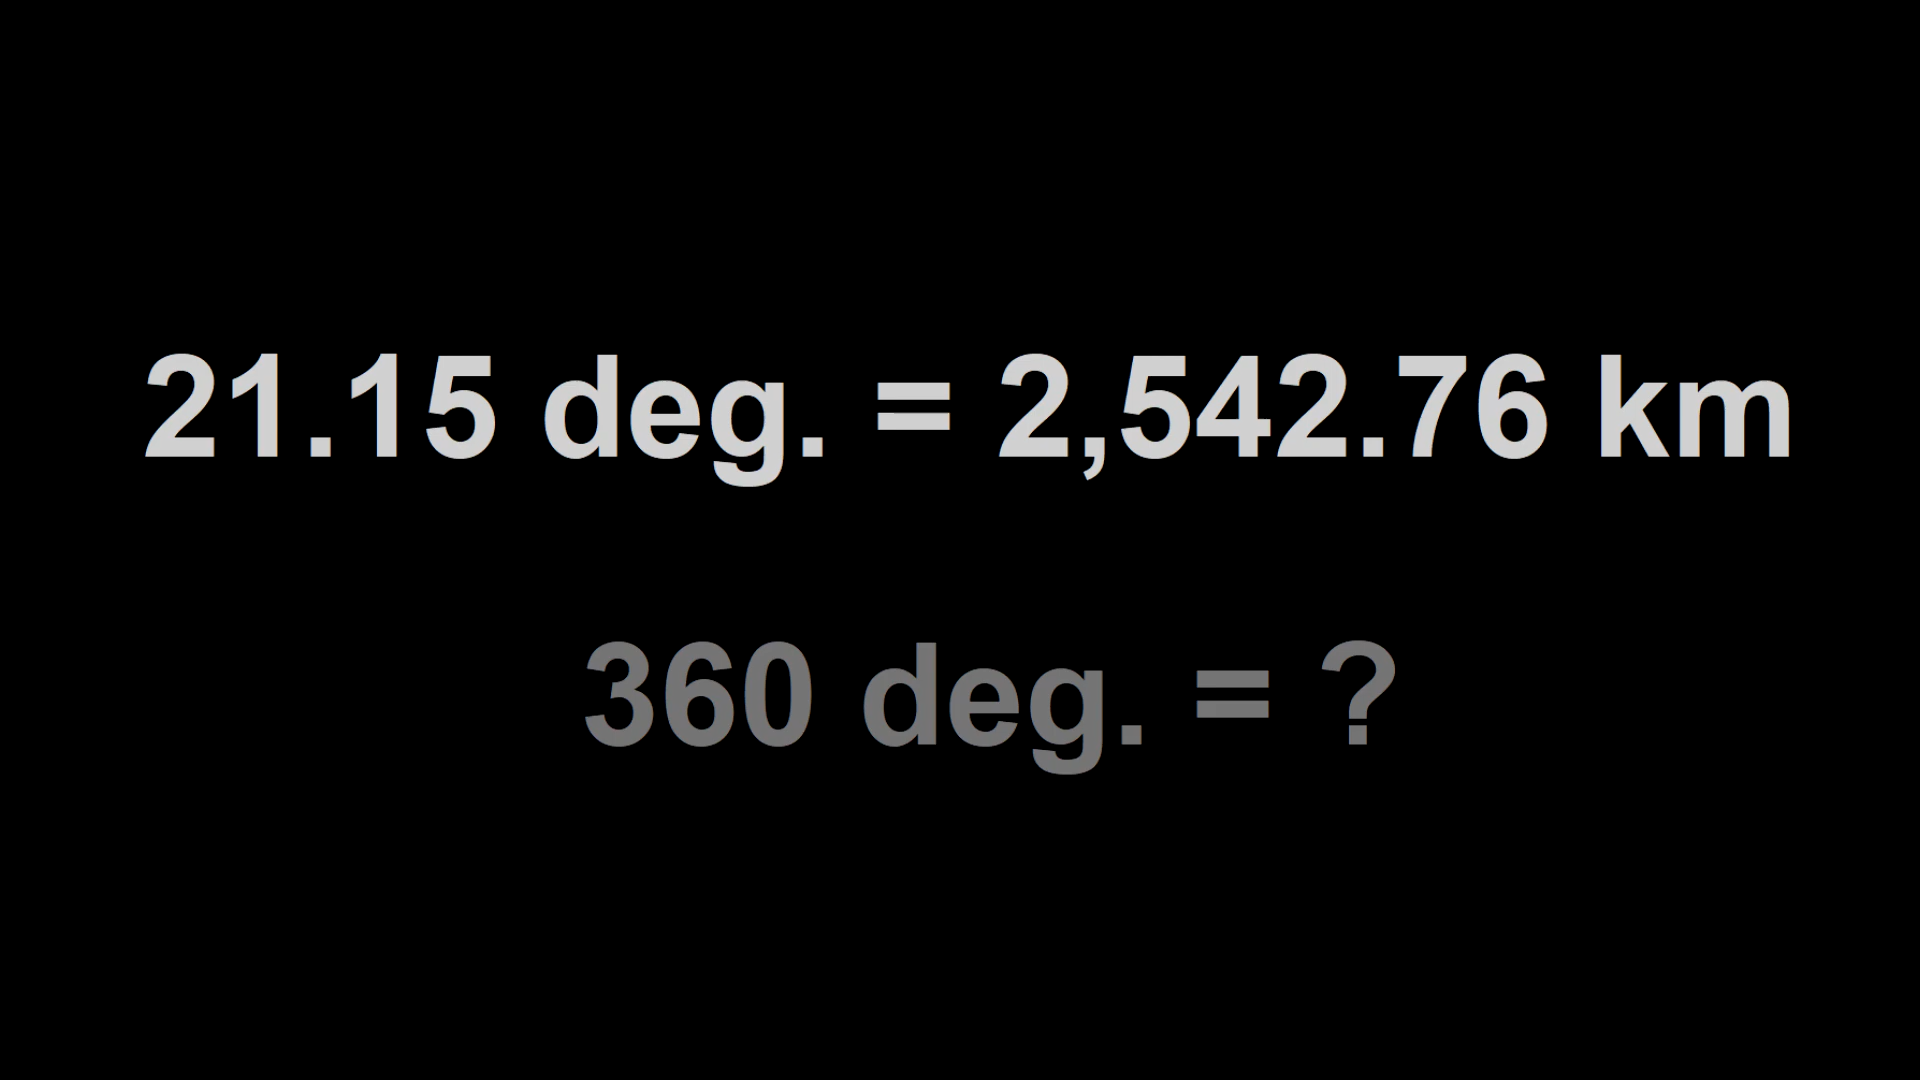 21.15 deg. = 2,542.76 km
360 deg. = ?